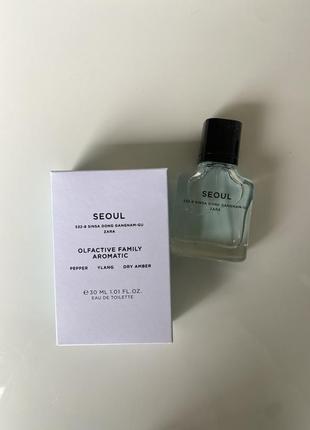 SEOUL
532-8 SINSA DONG GANGNAM-GU
ZARA
OLFACTIVE FAMILY
AROMATIC
PEPPER YLANG DRY AMBER
℮ 30 ML 1.01 FL.OZ.
EAU DE TOILETTE
SEOUL
532-8 SINSA DONG GANGNAM-GU
ZARA